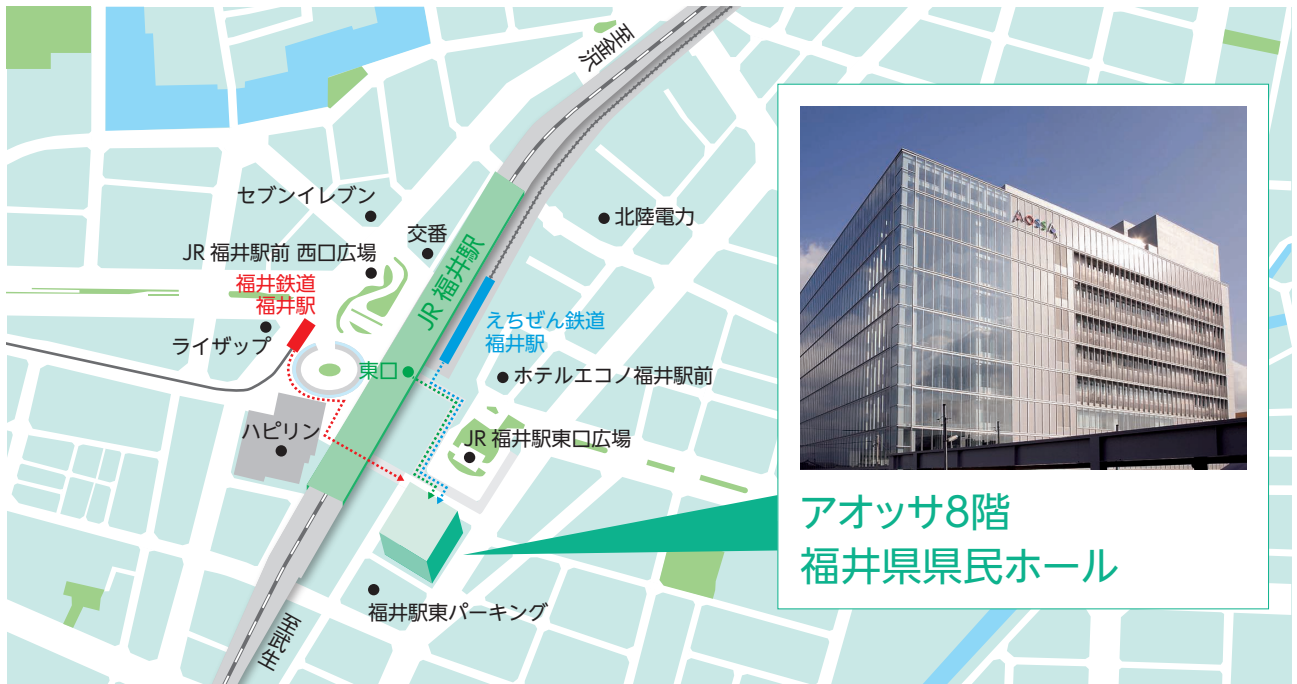 至金沢
セブンイレブン
交番
北陸電力
JR 福井駅前 西口広場
福井鉄道
福井駅
JR 福井駅
えちぜん鉄道
福井駅
ライザップ
東口
ホテルエコノ福井駅前
ハピリン
JR 福井駅東口広場
福井駅東パーキング
至武生
AOSSA
アオッサ8階
福井県県民ホール